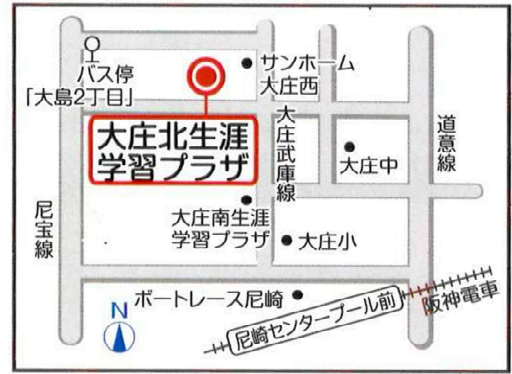 バス停
「大島2丁目」
サンホーム
大庄西
大庄北生涯
学習プラザ
大庄武庫線
大庄中
道意線
尼宝線
大庄南生涯
学習プラザ
大庄小
ボートレース尼崎
尼崎センタープール前
阪神電車
N